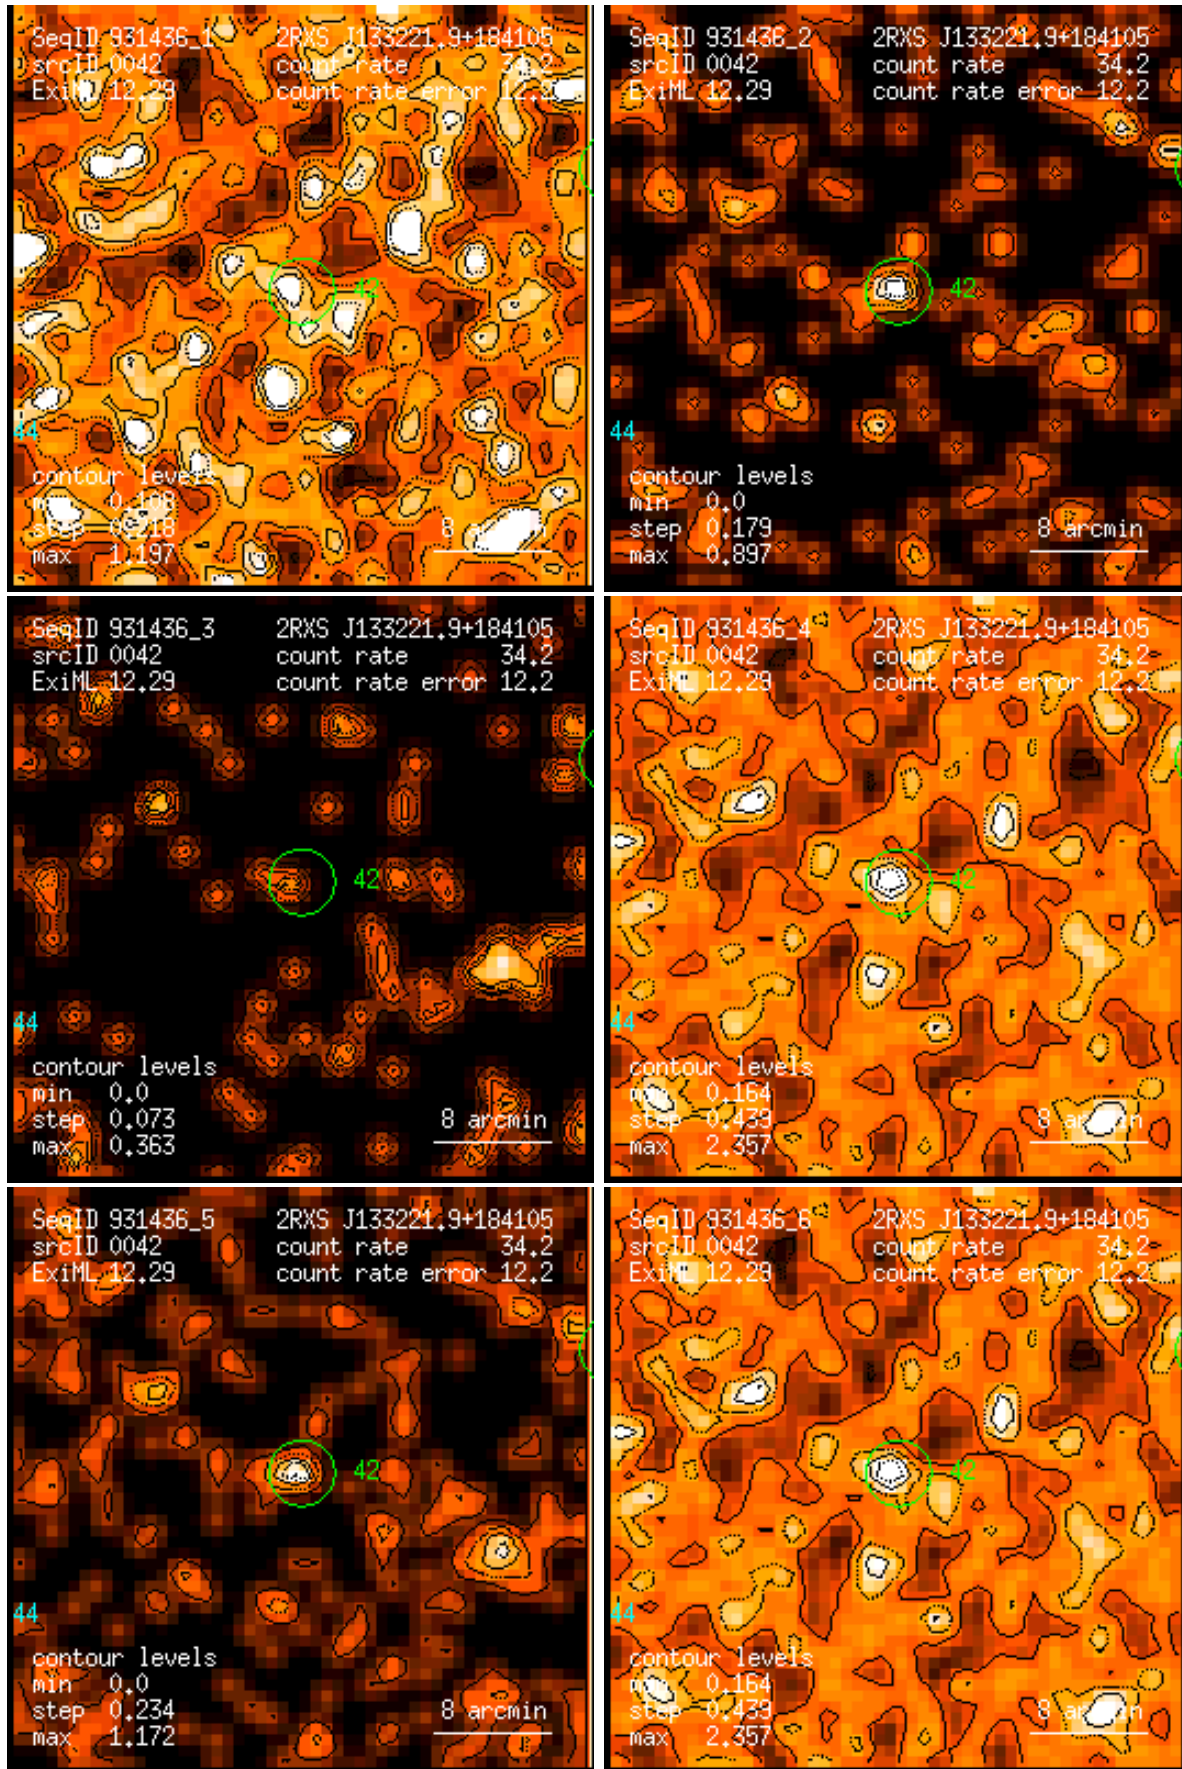 SeqID 931436_1 2RXS J133221.9+184105
srcID 0042 count rate 34.2
ExiML 12.29 count rate error 12.2
42
44
contour levels
min 0.108
step 0.218
max 1.197
8 arcmin
SeqID 931436_2 2RXS J133221.9+184105
srcID 0042 count rate 34.2
ExiML 12.29 count rate error 12.2
42
44
contour levels
min 0.0
step 0.179
max 0.897
8 arcmin
SeqID 931436_3 2RXS J133221.9+184105
srcID 0042 count rate 34.2
ExiML 12.29 count rate error 12.2
42
44
contour levels
min 0.0
step 0.073
max 0.363
8 arcmin
SeqID 931436_4 2RXS J133221.9+184105
srcID 0042 count rate 34.2
ExiML 12.29 count rate error 12.2
42
44
contour levels
min 0.164
step 0.439
max 2.357
8 arcmin
SeqID 931436_5 2RXS J133221.9+184105
srcID 0042 count rate 34.2
ExiML 12.29 count rate error 12.2
42
44
contour levels
min 0.0
step 0.234
max 1.172
8 arcmin
SeqID 931436_6 2RXS J133221.9+184105
srcID 0042 count rate 34.2
ExiML 12.29 count rate error 12.2
42
44
contour levels
min 0.164
step 0.439
max 2.357
8 arcmin